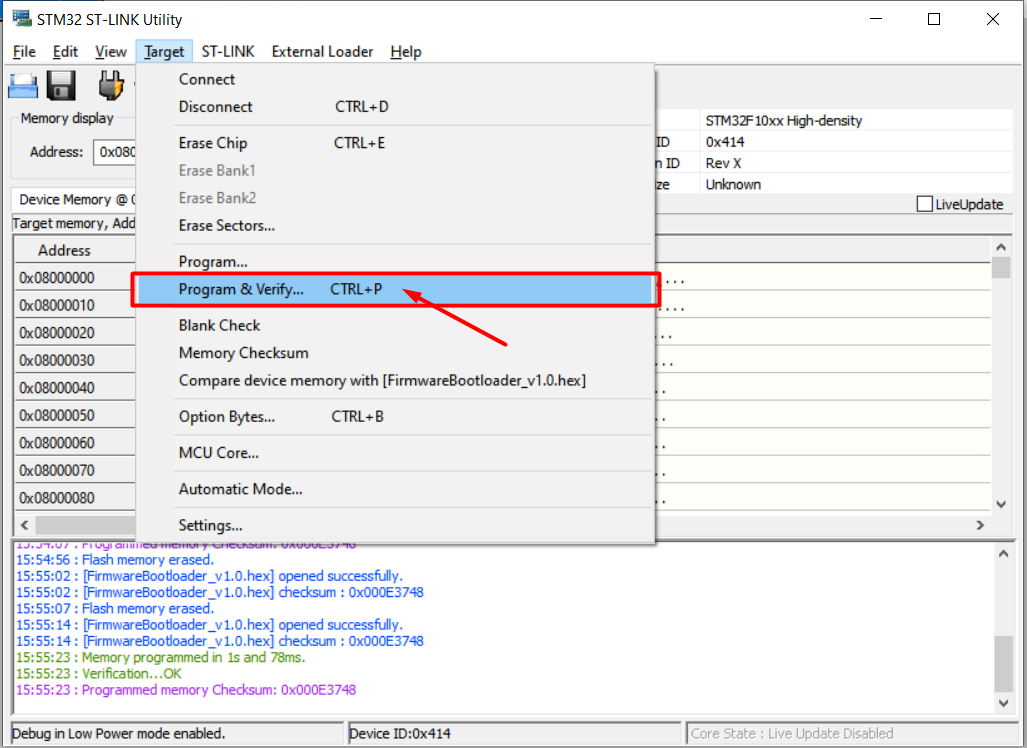 STM32 ST-LINK Utility
File Edit View Target ST-LINK External Loader Help
Memory display
Address: 0x080
Device Memory @ 0
Target memory, Add
Address
0x08000000
0x08000010
0x08000020
0x08000030
0x08000040
0x08000050
0x08000060
0x08000070
0x08000080
Connect
Disconnect CTRL+D
Erase Chip CTRL+E
Erase Bank1
Erase Bank2
Erase Sectors...
Program...
Program & Verify... CTRL+P
Blank Check
Memory Checksum
Compare device memory with [FirmwareBootloader_v1.0.hex]
Option Bytes... CTRL+B
MCU Core...
Automatic Mode...
Settings...
STM32F10xx High-density
ID 0x414
n ID Rev X
ze Unknown
LiveUpdate
15:54:07 : Programmed memory Checksum: 0x000E3748
15:54:56 : Flash memory erased.
15:55:02 : [FirmwareBootloader_v1.0.hex] opened successfully.
15:55:02 : [FirmwareBootloader_v1.0.hex] checksum : 0x000E3748
15:55:07 : Flash memory erased.
15:55:14 : [FirmwareBootloader_v1.0.hex] opened successfully.
15:55:14 : [FirmwareBootloader_v1.0.hex] checksum : 0x000E3748
15:55:23 : Memory programmed in 1s and 78ms.
15:55:23 : Verification...OK
15:55:23 : Programmed memory Checksum: 0x000E3748
Debug in Low Power mode enabled.
Device ID:0x414
Core State : Live Update Disabled